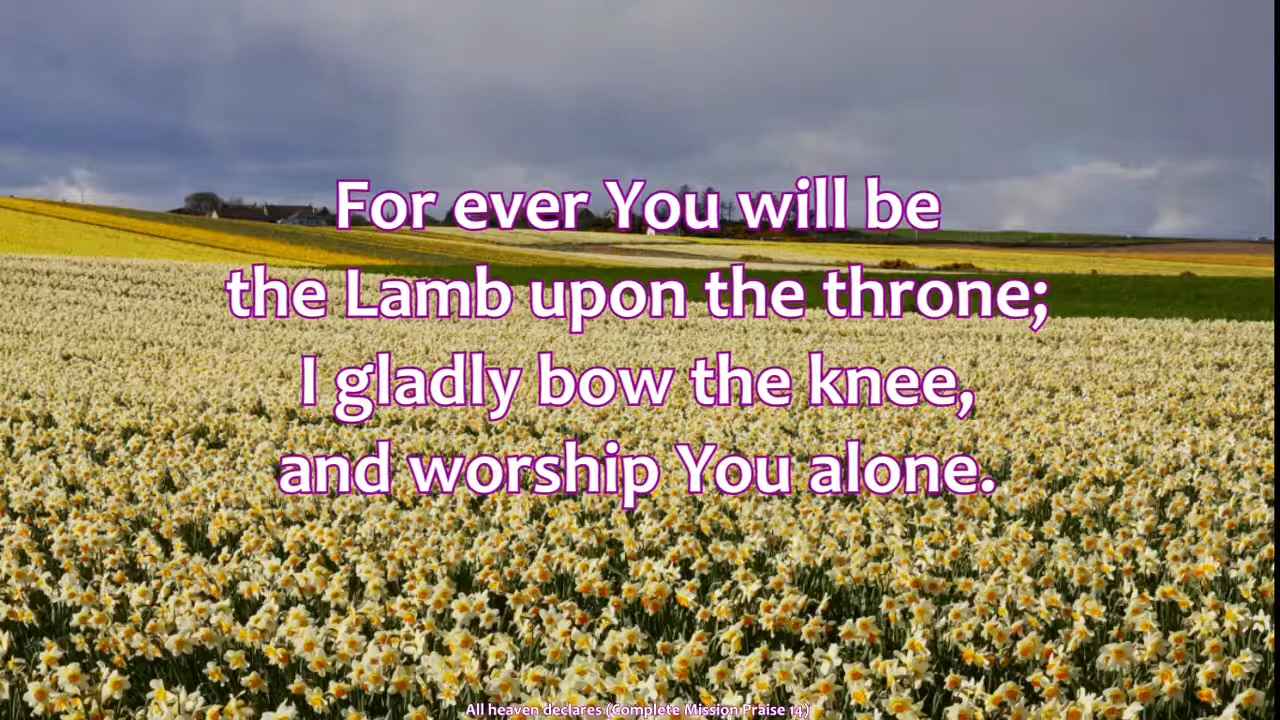 For ever You will be
the Lamb upon the throne;
I gladly bow the knee,
and worship You alone.
All heaven declares (Complete Mission Praise 14)